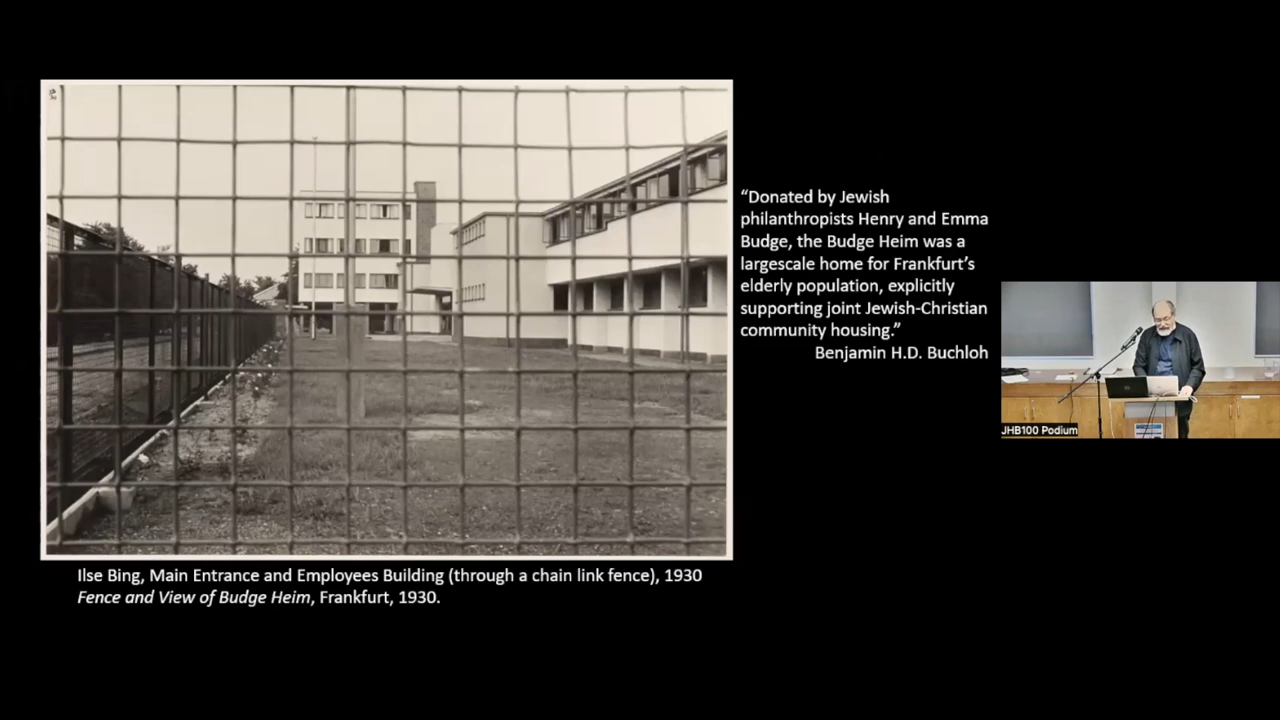 “Donated by Jewish
philanthropists Henry and Emma
Budge, the Budge Heim was a
largescale home for Frankfurt’s
elderly population, explicitly
supporting joint Jewish-Christian
community housing.”
Benjamin H.D. Buchloh
JHB100 Podium
Ilse Bing, Main Entrance and Employees Building (through a chain link fence), 1930
Fence and View of Budge Heim, Frankfurt, 1930.